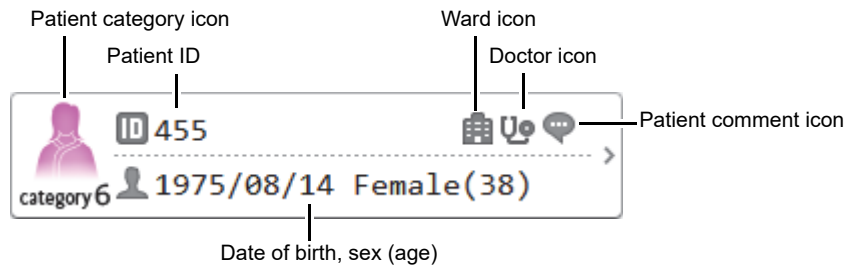 Patient category icon
Ward icon
Patient ID
Doctor icon
ID 455
Patient comment icon
1975/08/14 Female(38)
category 6
Date of birth, sex (age)